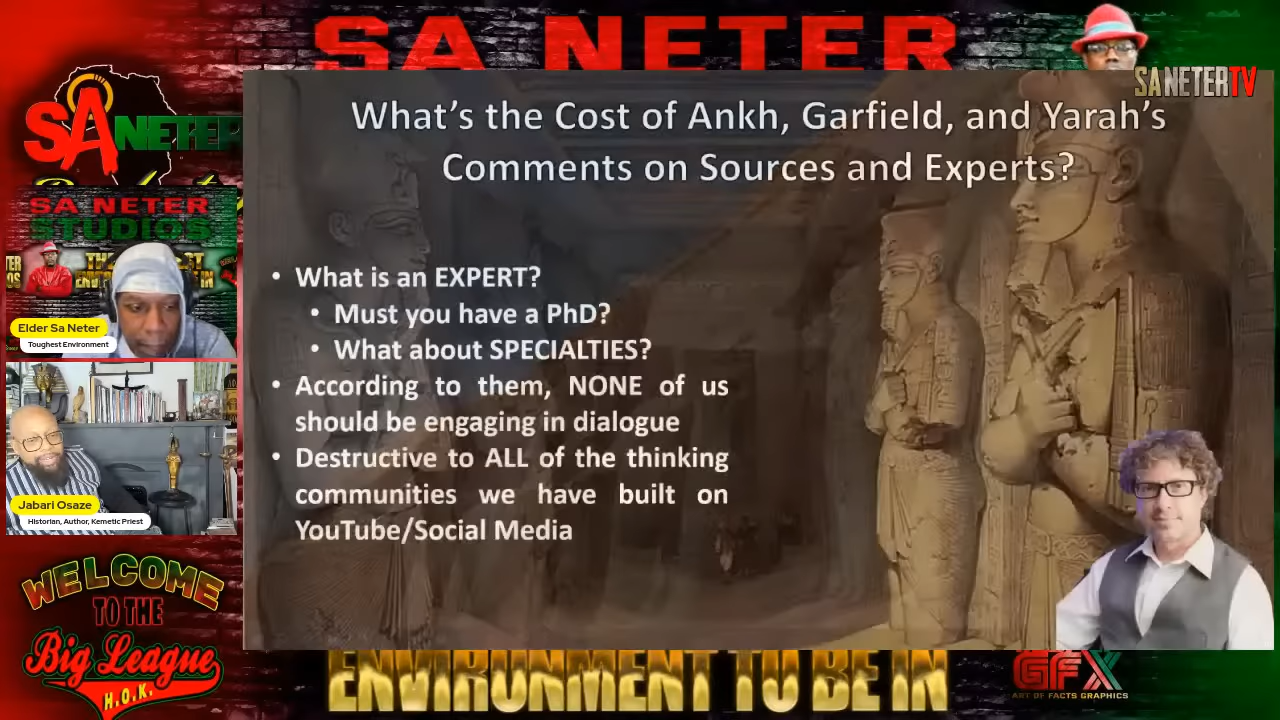 SA NETER
SANETERTV
SA NETER
What's the Cost of Ankh, Garfield, and Yarah's
Comments on Sources and Experts?
SA NETER
STUDIOS
Elder Sa Neter
Toughest Environment
• What is an EXPERT?
• Must you have a PhD?
• What about SPECIALTIES?
• According to them, NONE of us
should be engaging in dialogue
• Destructive to ALL of the thinking
communities we have built on
YouTube/Social Media
Jabari Osaze
Historian, Author, Kemetic Priest
WELCOME
TO THE
Big League
H.O.K.
ENVIRONMENT TO BE IN
GFX
ART OF FACTS GRAPHICS